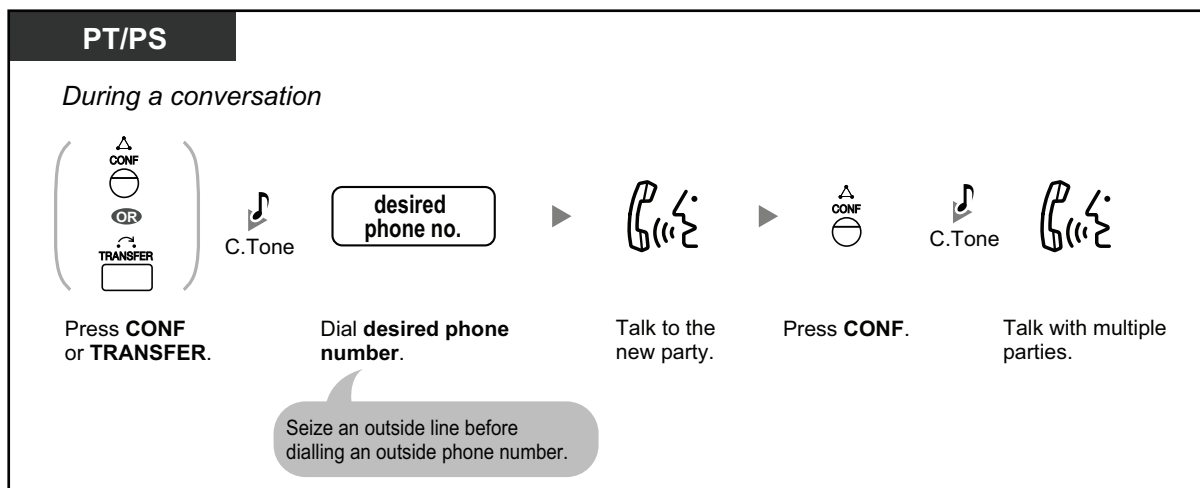 PT/PS
During a conversation
CONF
OR
TRANSFER
C.Tone
desired
phone no.
CONF
C.Tone
Press CONF
or TRANSFER.
Dial desired phone
number.
Talk to the
new party.
Press CONF.
Talk with multiple
parties.
Seize an outside line before
dialling an outside phone number.